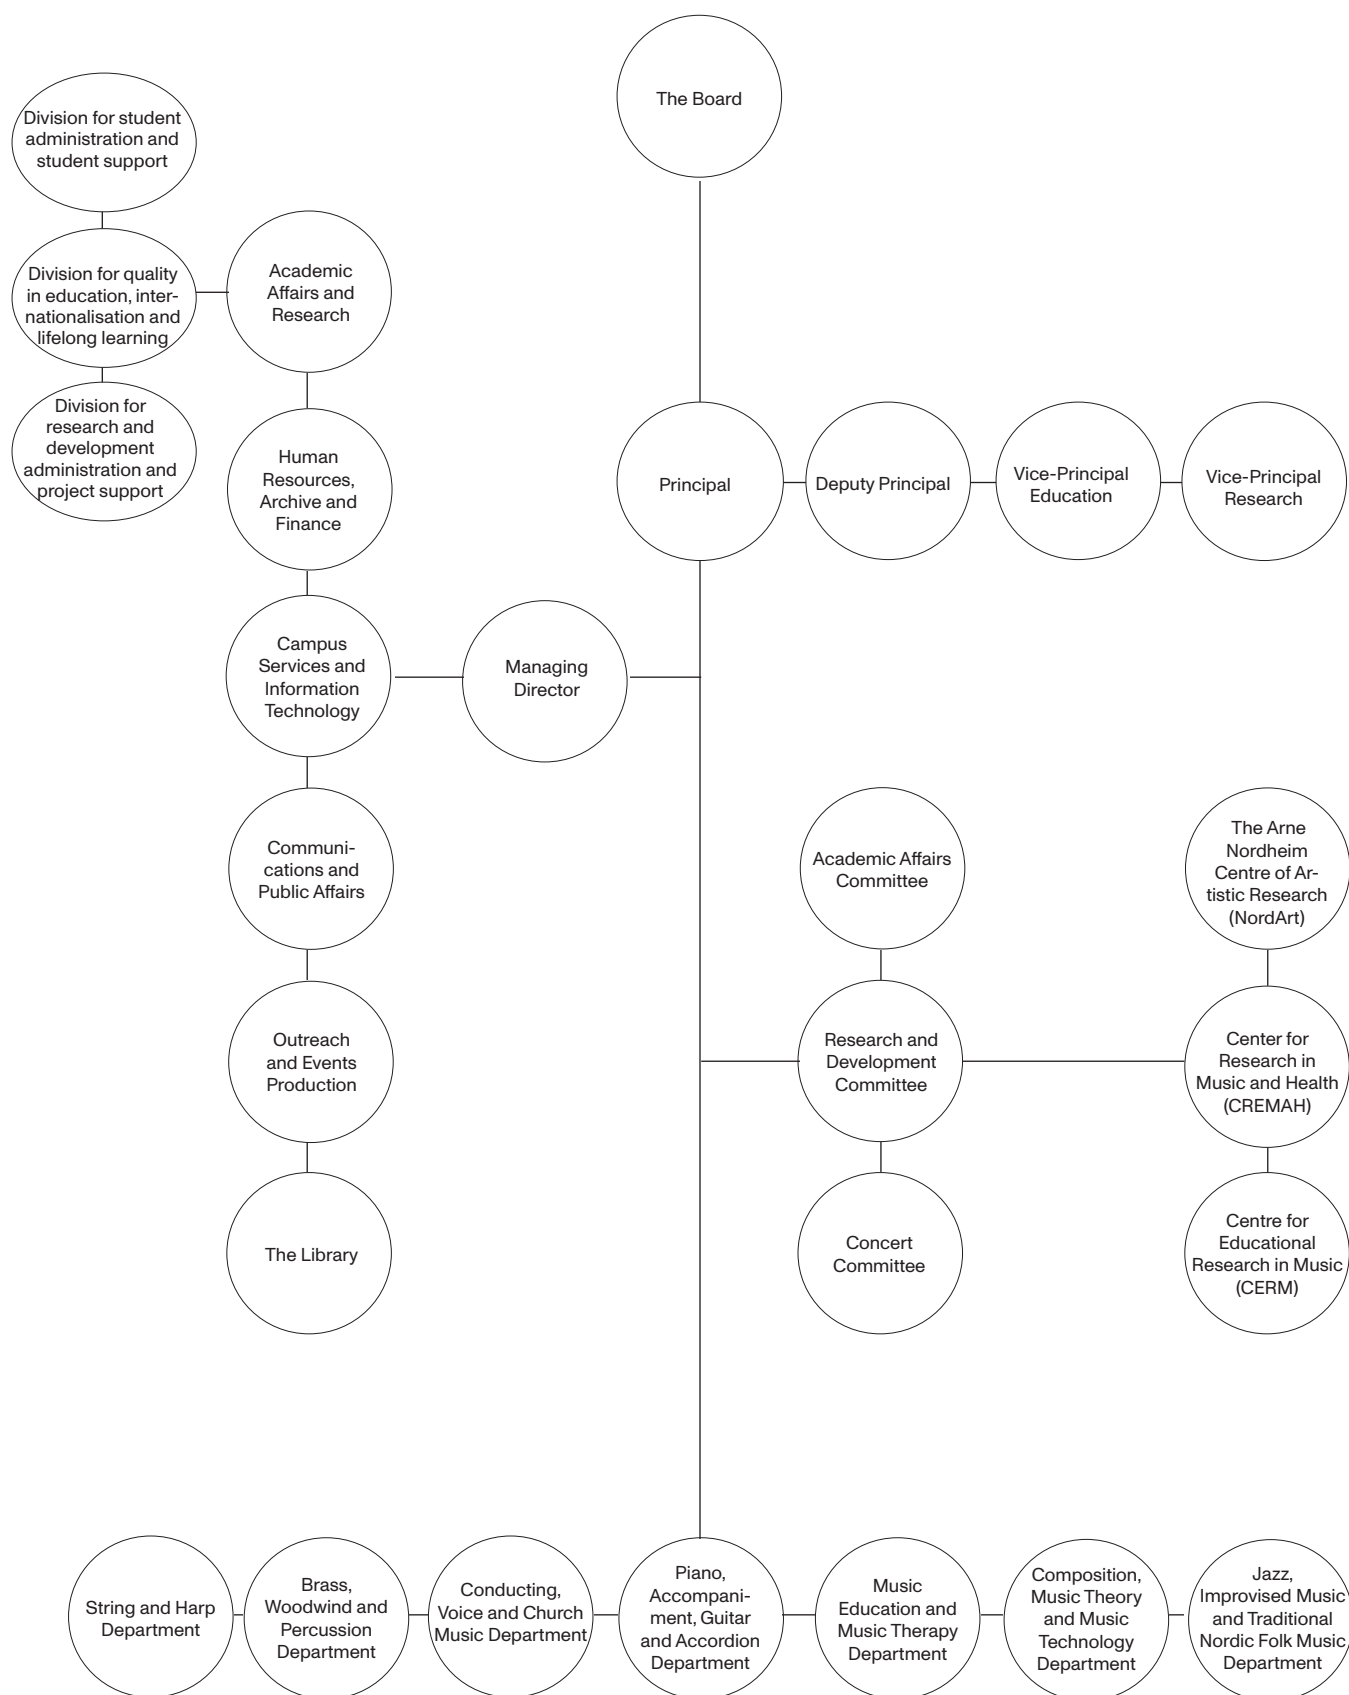 The Board
Division for student
administration and
student support
Division for quality
in education, inter-
nationalisation and
lifelong learning
Division for
research and
development
administration and
project support
Academic
Affairs and
Research
Human
Resources,
Archive and
Finance
Principal
Deputy Principal
Vice-Principal
Education
Vice-Principal
Research
Campus
Services and
Information
Technology
Managing
Director
Communi-
cations and
Public Affairs
Academic Affairs
Committee
The Arne
Nordheim
Centre of Ar-
tistic Research
(NordArt)
Outreach
and Events
Production
Research and
Development
Committee
Center for
Research in
Music and Health
(CREMAH)
The Library
Concert
Committee
Centre for
Educational
Research in Music
(CERM)
String and Harp
Department
Brass,
Woodwind and
Percussion
Department
Conducting,
Voice and Church
Music Department
Piano,
Accompani-
ment, Guitar
and Accordion
Department
Music
Education and
Music Therapy
Department
Composition,
Music Theory
and Music
Technology
Department
Jazz,
Improvised Music
and Traditional
Nordic Folk Music
Department